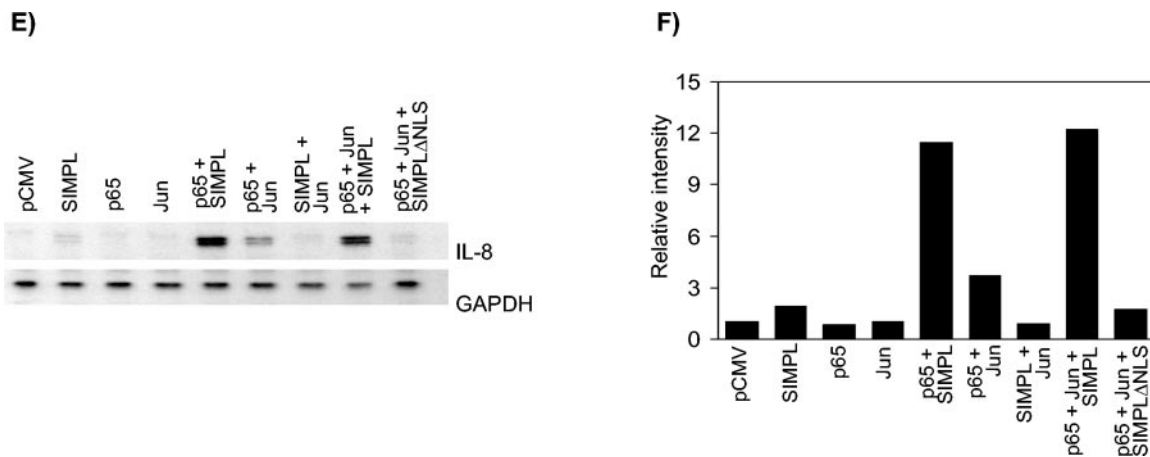 E)
pCMV
SIMPL
p65
Jun
p65 +
SIMPL
p65 +
Jun
SIMPL +
Jun
p65 + Jun
+ SIMPL
p65 + Jun +
SIMPLΔNLS
IL-8
GAPDH
F)
Relative intensity
15
12
9
6
3
0
pCMV
SIMPL
p65
Jun
p65 +
SIMPL
p65 +
Jun
SIMPL +
Jun
p65 + Jun +
SIMPL
p65 + Jun +
SIMPLΔNLS